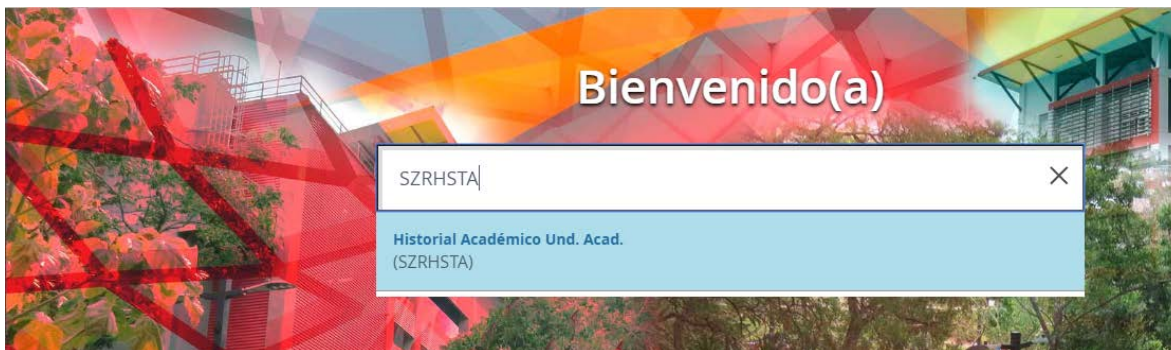 Bienvenido(a)
SZRHSTA
Historial Académico Und. Acad.
(SZRHSTA)